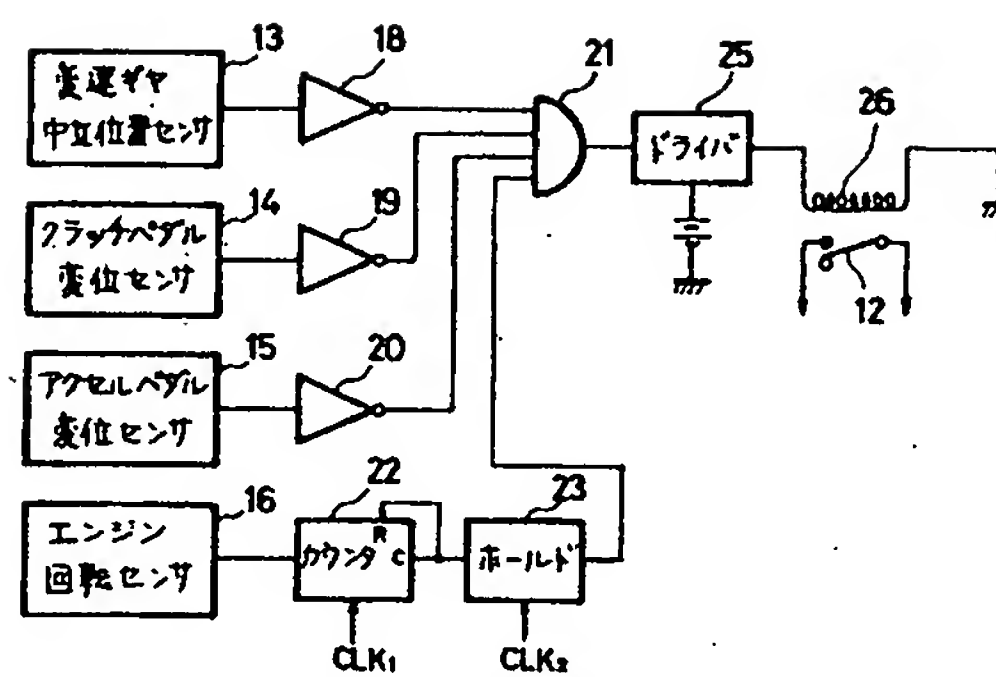 13
変速ギヤ
中立位置センサ
18
21
25
ドライバ
26
12
14
クラッチペダル
変位センサ
19
15
アクセルペダル
変位センサ
20
16
エンジン
回転センサ
22
R
カウンタ
C
CLK₁
23
ホールド
CLK₂